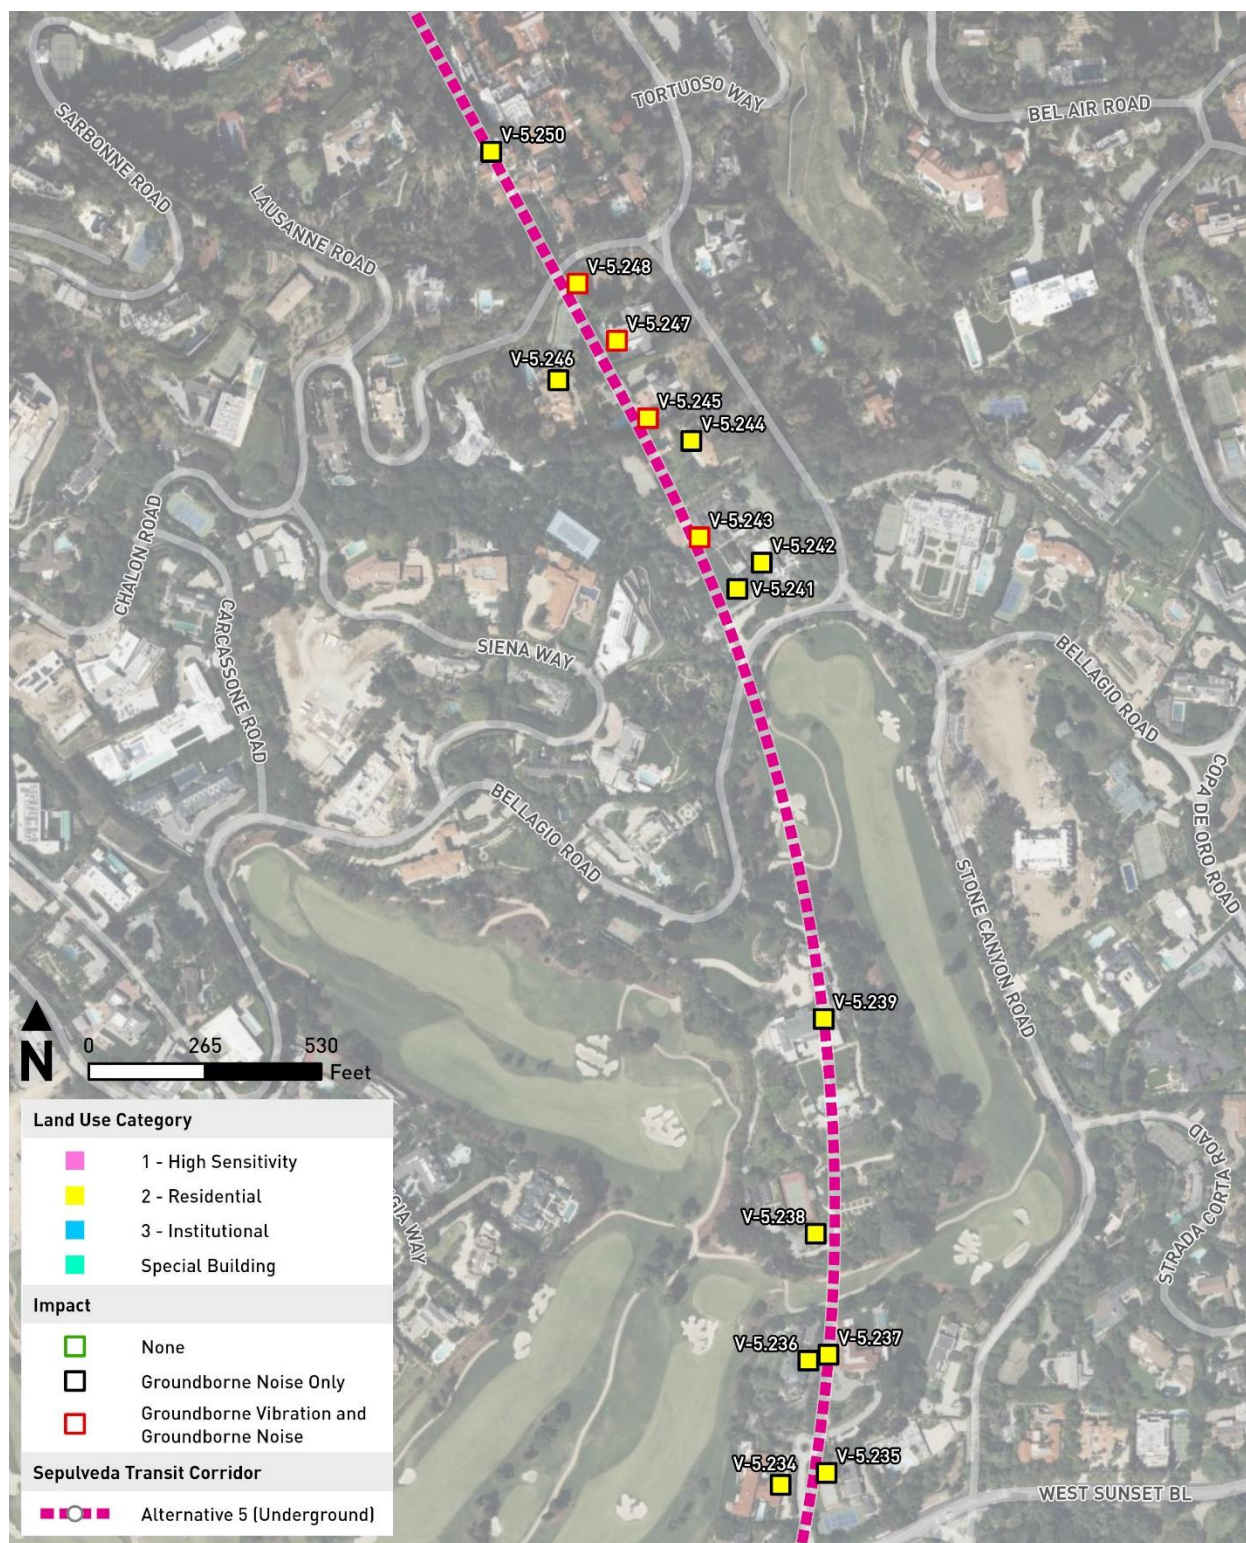 TORTUOSO WAY
BEL AIR ROAD
SARBONNE ROAD
V-5.250
LAUSANNE ROAD
V-5.248
V-5.247
V-5.246
V-5.245
V-5.244
CHALON ROAD
V-5.243
V-5.242
V-5.241
CARCASSONE ROAD
SIENA WAY
BELLAGIO ROAD
COPA DE ORO ROAD
BELLAGIO ROAD
STONE CANYON ROAD
V-5.239
N
0 265 530
Feet
STRADA CORTA ROAD
V-5.238
V-5.236
V-5.237
V-5.234
V-5.235
WEST SUNSET BL
Land Use Category
1 - High Sensitivity
2 - Residential
3 - Institutional
Special Building
Impact
None
Groundborne Noise Only
Groundborne Vibration and
Groundborne Noise
Sepulveda Transit Corridor
Alternative 5 (Underground)